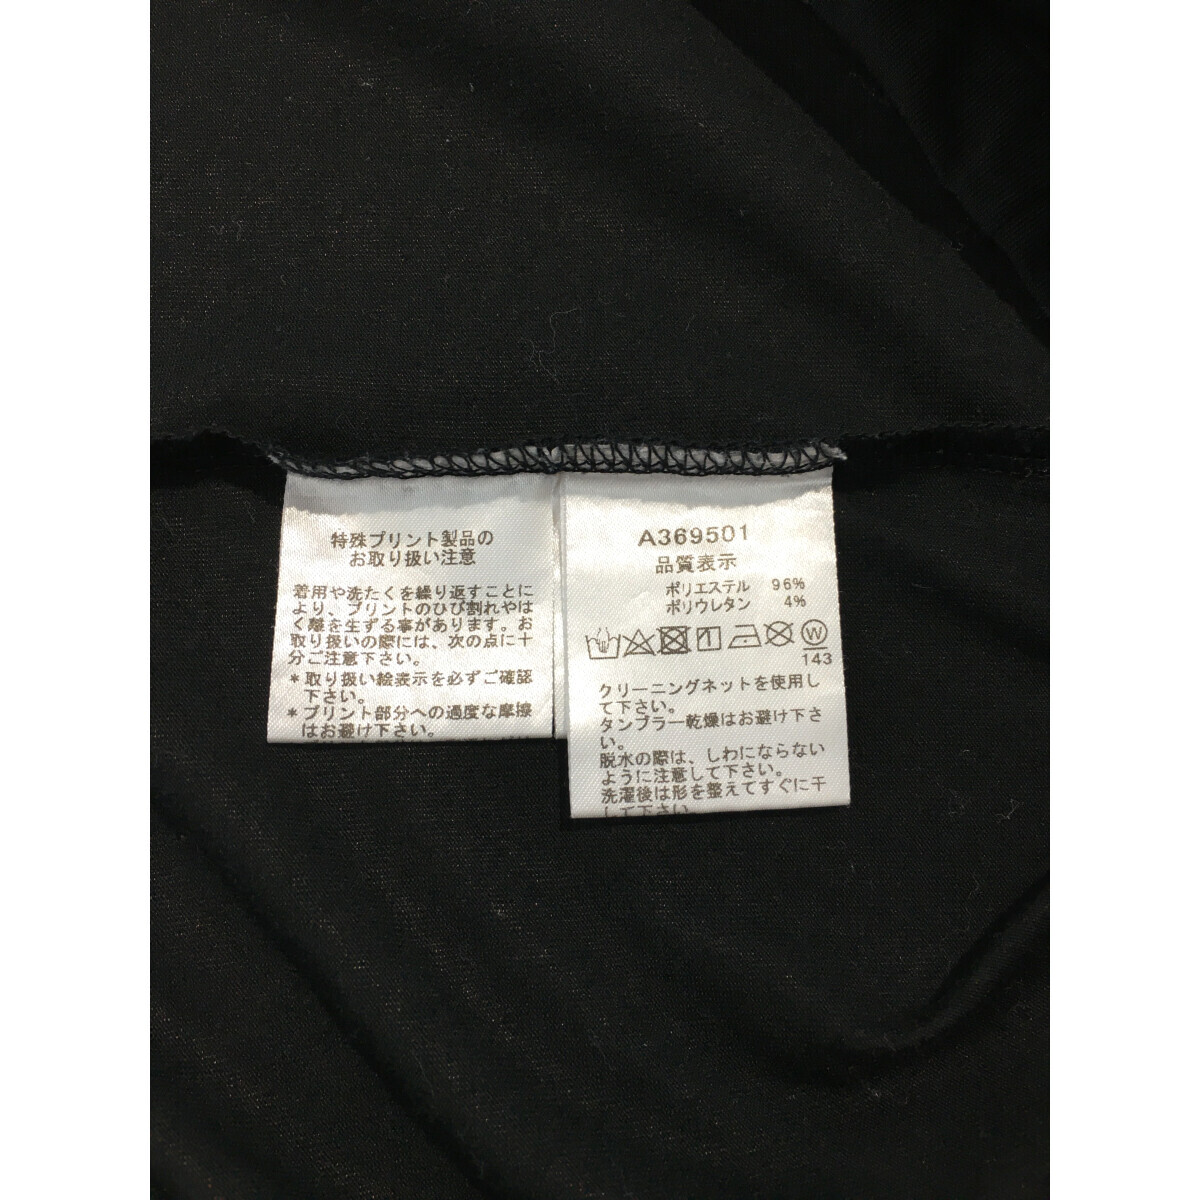 特殊プリント製品の
お取り扱い注意
着用や洗たくを繰り返すことに
より、プリントのひび割れやは
く離を生ずる事があります。お
取り扱いの際には、次の点に十
分ご注意下さい。
*取り扱い絵表示を必ずご確認
下さい。
*プリント部分への過度な摩擦
はお避け下さい。
A369501
品質表示
ポリエステル 96%
ポリウレタン 4%
W
143
クリーニングネットを使用し
て下さい。
タンブラー乾燥はお避け下さ
い。
脱水の際は、しわにならない
ように注意して下さい。
洗濯後は形を整えてすぐに干
して下さい。